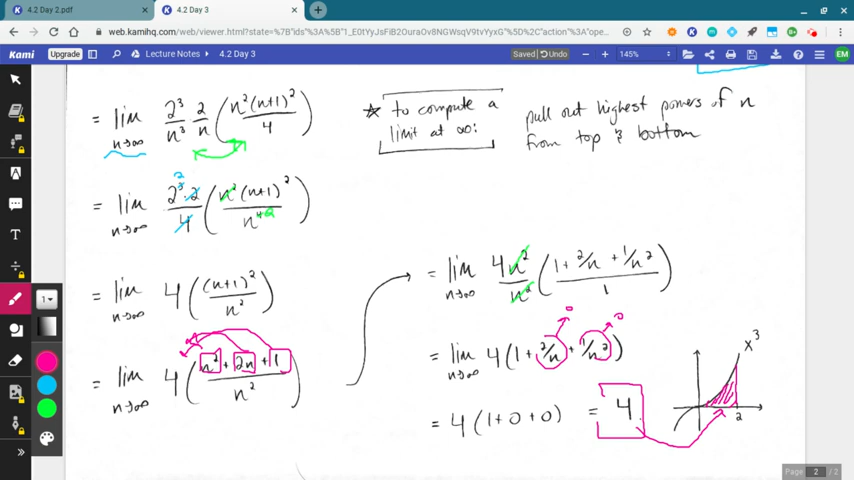 4.2 Day 2.pdf
4.2 Day 3
web.kamihq.com/web/viewer.html?state=%7B"ids"%3A%5B"1_E0tYyJsFiB2OuraOv8NGWsqV9tvYyxG"%5D%2C"action"%3A"ope...
Kami Upgrade Lecture Notes > 4.2 Day 3 Saved Undo 145% EM
= lim n→∞ 2³/n³ 2/n (n²(n+1)²/4)
☆ to compute a limit at ∞:
pull out highest powers of n
from top & bottom
= lim n→∞ 2³·2/4 (n²(n+1)²/n⁴)
= lim n→∞ 4((n+1)²/n²)
= lim n→∞ 4(n² + 2n + 1/n²)
= lim n→∞ 4n²/n² (1 + 2/n + 1/n²/1)
= lim n→∞ 4(1 + 2/n + 1/n²)
0 0
= 4(1+0+0) = 4
x³
2
Page 2 / 2